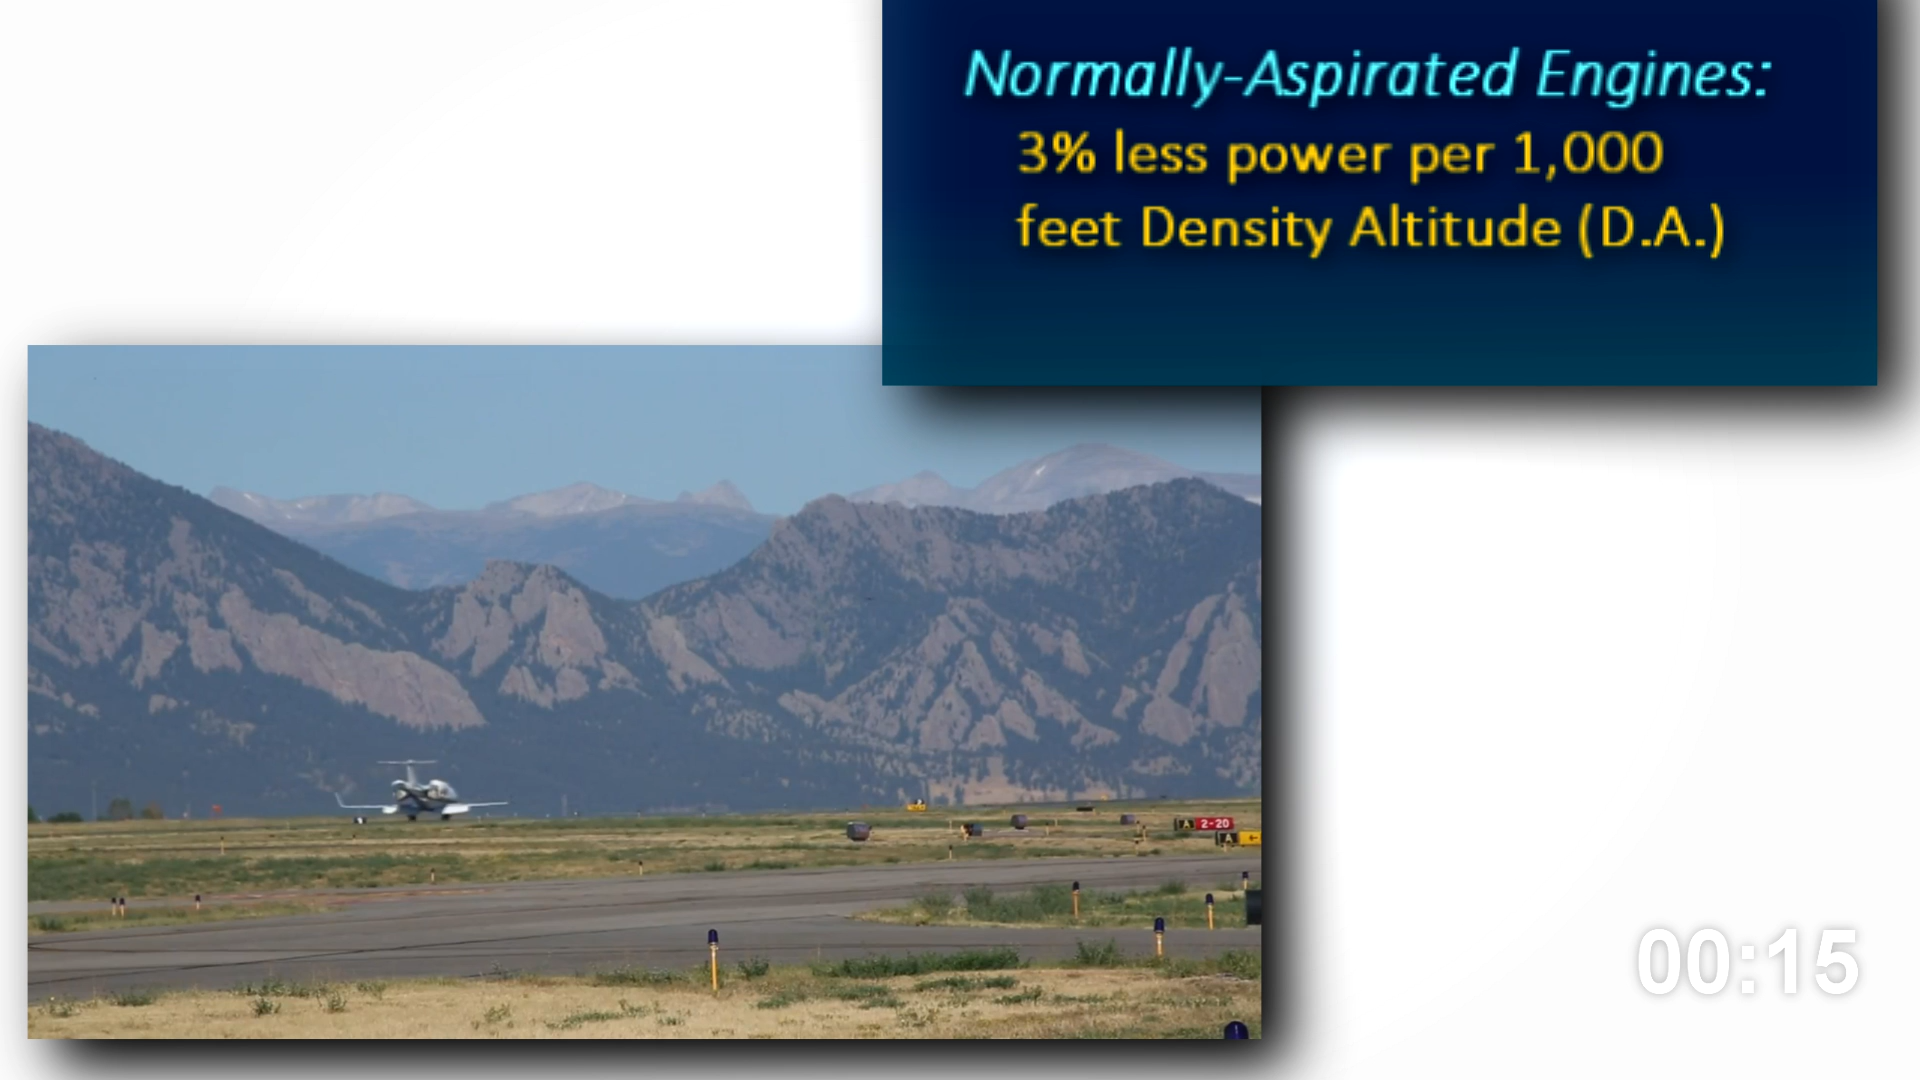 Normally-Aspirated Engines:
3% less power per 1,000
feet Density Altitude (D.A.)
A 2-20
A
00:15